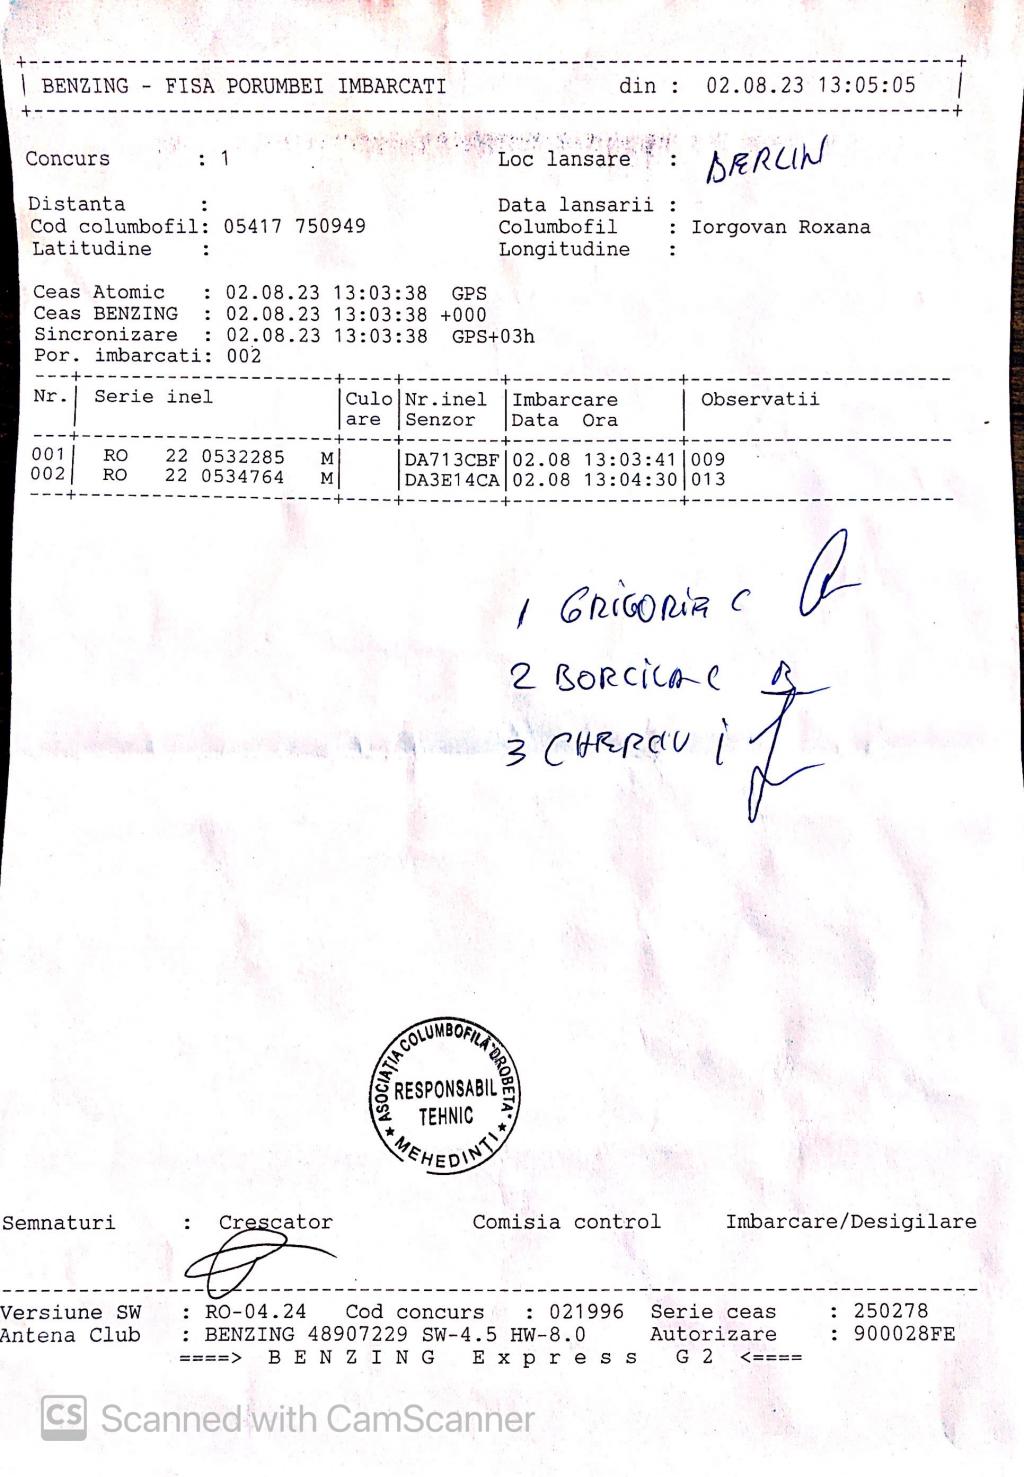 BENZING - FISA PORUMBEI IMBARCATI din : 02.08.23 13:05:05
Concurs : 1 Loc lansare : BERLIN
Distanta : Data lansarii :
Cod columbofil: 05417 750949 Columbofil : Iorgovan Roxana
Latitudine : Longitudine :
Ceas Atomic : 02.08.23 13:03:38 GPS
Ceas BENZING : 02.08.23 13:03:38 +000
Sincronizare : 02.08.23 13:03:38 GPS+03h
Por. imbarcati: 002
Nr. Serie inel Culo Nr.inel Imbarcare Observatii
are Senzor Data Ora
001 RO 22 0532285 M DA713CBF 02.08 13:03:41 009
002 RO 22 0534764 M DA3E14CA 02.08 13:04:30 013
1 GRIGORIE C
2 BORCILA C
3
ASOCIAȚIA COLUMBOFILĂ "DROBETA"
RESPONSABIL
TEHNIC
★ MEHEDINȚI ★
Semnaturi : Crescator Comisia control Imbarcare/Desigilare
Versiune SW : RO-04.24 Cod concurs : 021996 Serie ceas : 250278
Antena Club : BENZING 48907229 SW-4.5 HW-8.0 Autorizare : 900028FE
====> B E N Z I N G E x p r e s s G 2 <====
CS Scanned with CamScanner